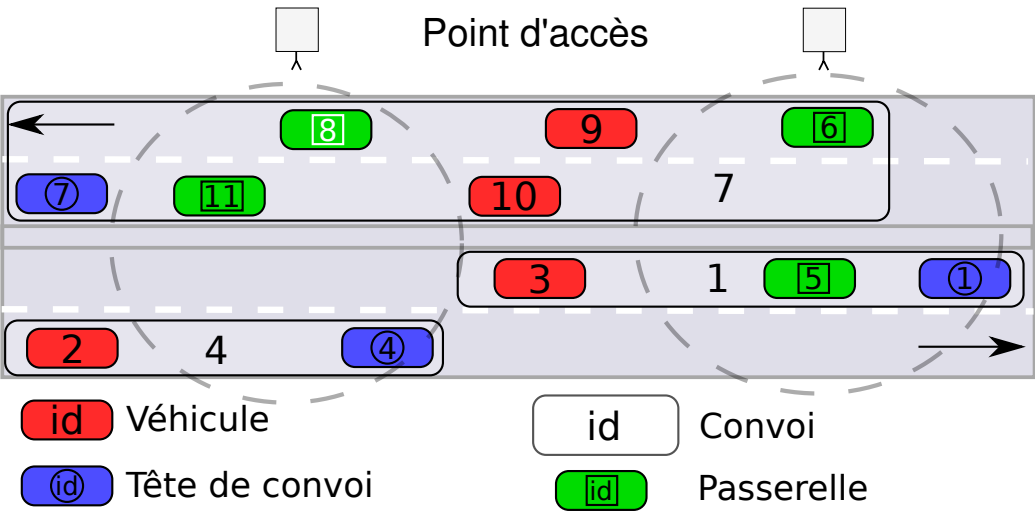 Point d'accès
8 9 6
7 11 10 7
3 1 5 1
2 4 4
id Véhicule id Convoi
id Tête de convoi id Passerelle